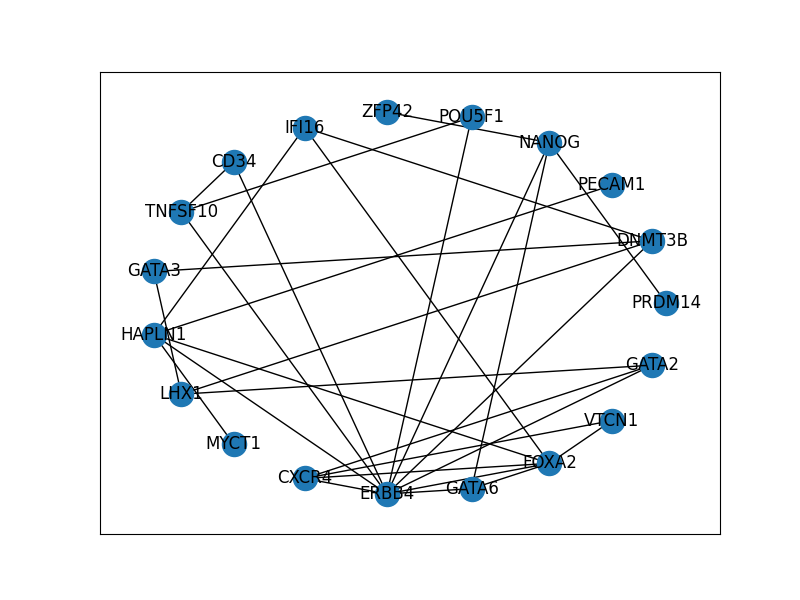 ZFP42
POU5F1
IFI16
NANOG
CD34
PECAM1
TNFSF10
DNMT3B
GATA3
PRDM14
HAPLN1
GATA2
LHX1
VTCN1
MYCT1
FOXA2
CXCR4
GATA6
ERBB4